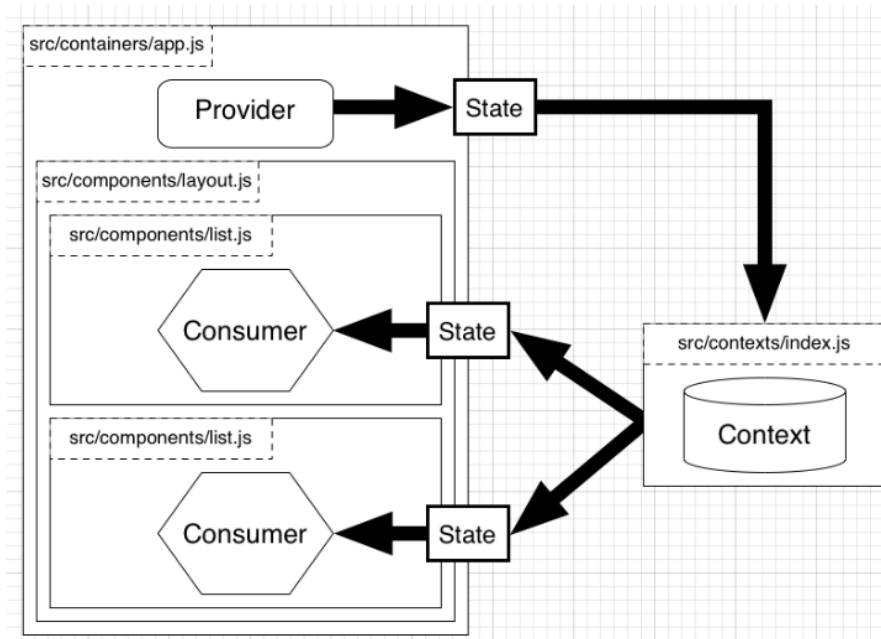 src/containers/app.js
Provider
State
src/components/layout.js
src/components/list.js
Consumer
State
src/contexts/index.js
Context
src/components/list.js
Consumer
State